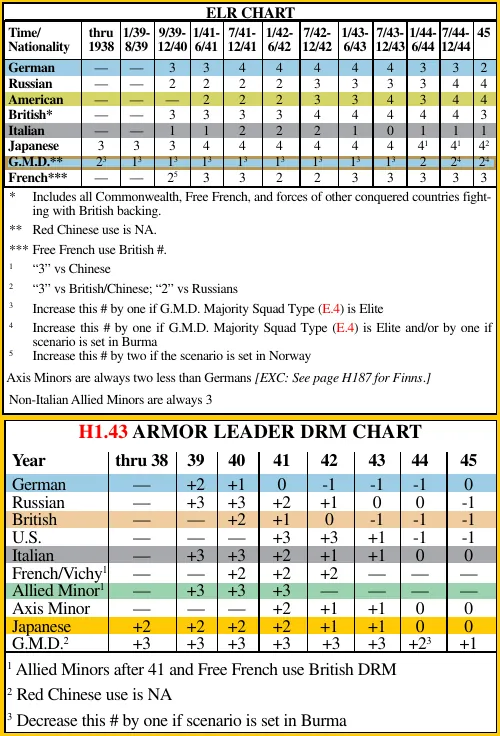 ELR CHART
Time/ thru 1/39- 9/39- 1/41- 7/41- 1/42- 7/42- 1/43- 7/43- 1/44- 7/44- 45
Nationality 1938 8/39 12/40 6/41 12/41 6/42 12/42 6/43 12/43 6/44 12/44
German — — 3 3 4 4 4 4 4 3 3 2
Russian — — 2 2 2 2 3 3 3 3 4 4
American — — — 2 2 2 3 3 4 3 4 4
British* — — 3 3 3 3 4 4 4 4 4 3
Italian — — 1 1 2 2 2 1 0 1 1 1
Japanese 3 3 3 4 4 4 4 4 4 4¹ 4¹ 4²
G.M.D.** 2³ 1³ 1³ 1³ 1³ 1³ 1³ 1³ 1³ 2 2⁴ 2⁴
French*** — — 2⁵ 3 3 2 2 3 3 3 3 3
* Includes all Commonwealth, Free French, and forces of other conquered countries fight-
ing with British backing.
** Red Chinese use is NA.
*** Free French use British #.
¹ “3” vs Chinese
² “3” vs British/Chinese; “2” vs Russians
³ Increase this # by one if G.M.D. Majority Squad Type (E.4) is Elite
⁴ Increase this # by one if G.M.D. Majority Squad Type (E.4) is Elite and/or by one if
scenario is set in Burma
⁵ Increase this # by two if the scenario is set in Norway
Axis Minors are always two less than Germans [EXC: See page H187 for Finns.]
Non-Italian Allied Minors are always 3
H1.43 ARMOR LEADER DRM CHART
Year thru 38 39 40 41 42 43 44 45
German — +2 +1 0 -1 -1 -1 0
Russian — +3 +3 +2 +1 0 0 -1
British — — +2 +1 0 -1 -1 -1
U.S. — — — +3 +3 +1 -1 -1
Italian — +3 +3 +2 +1 +1 0 0
French/Vichy¹ — — +2 +2 +2 — — —
Allied Minor¹ — +3 +3 +3 — — — —
Axis Minor — — — +2 +1 +1 0 0
Japanese +2 +2 +2 +2 +1 +1 0 0
G.M.D.² +3 +3 +3 +3 +3 +3 +2³ +1
¹ Allied Minors after 41 and Free French use British DRM
² Red Chinese use is NA
³ Decrease this # by one if scenario is set in Burma